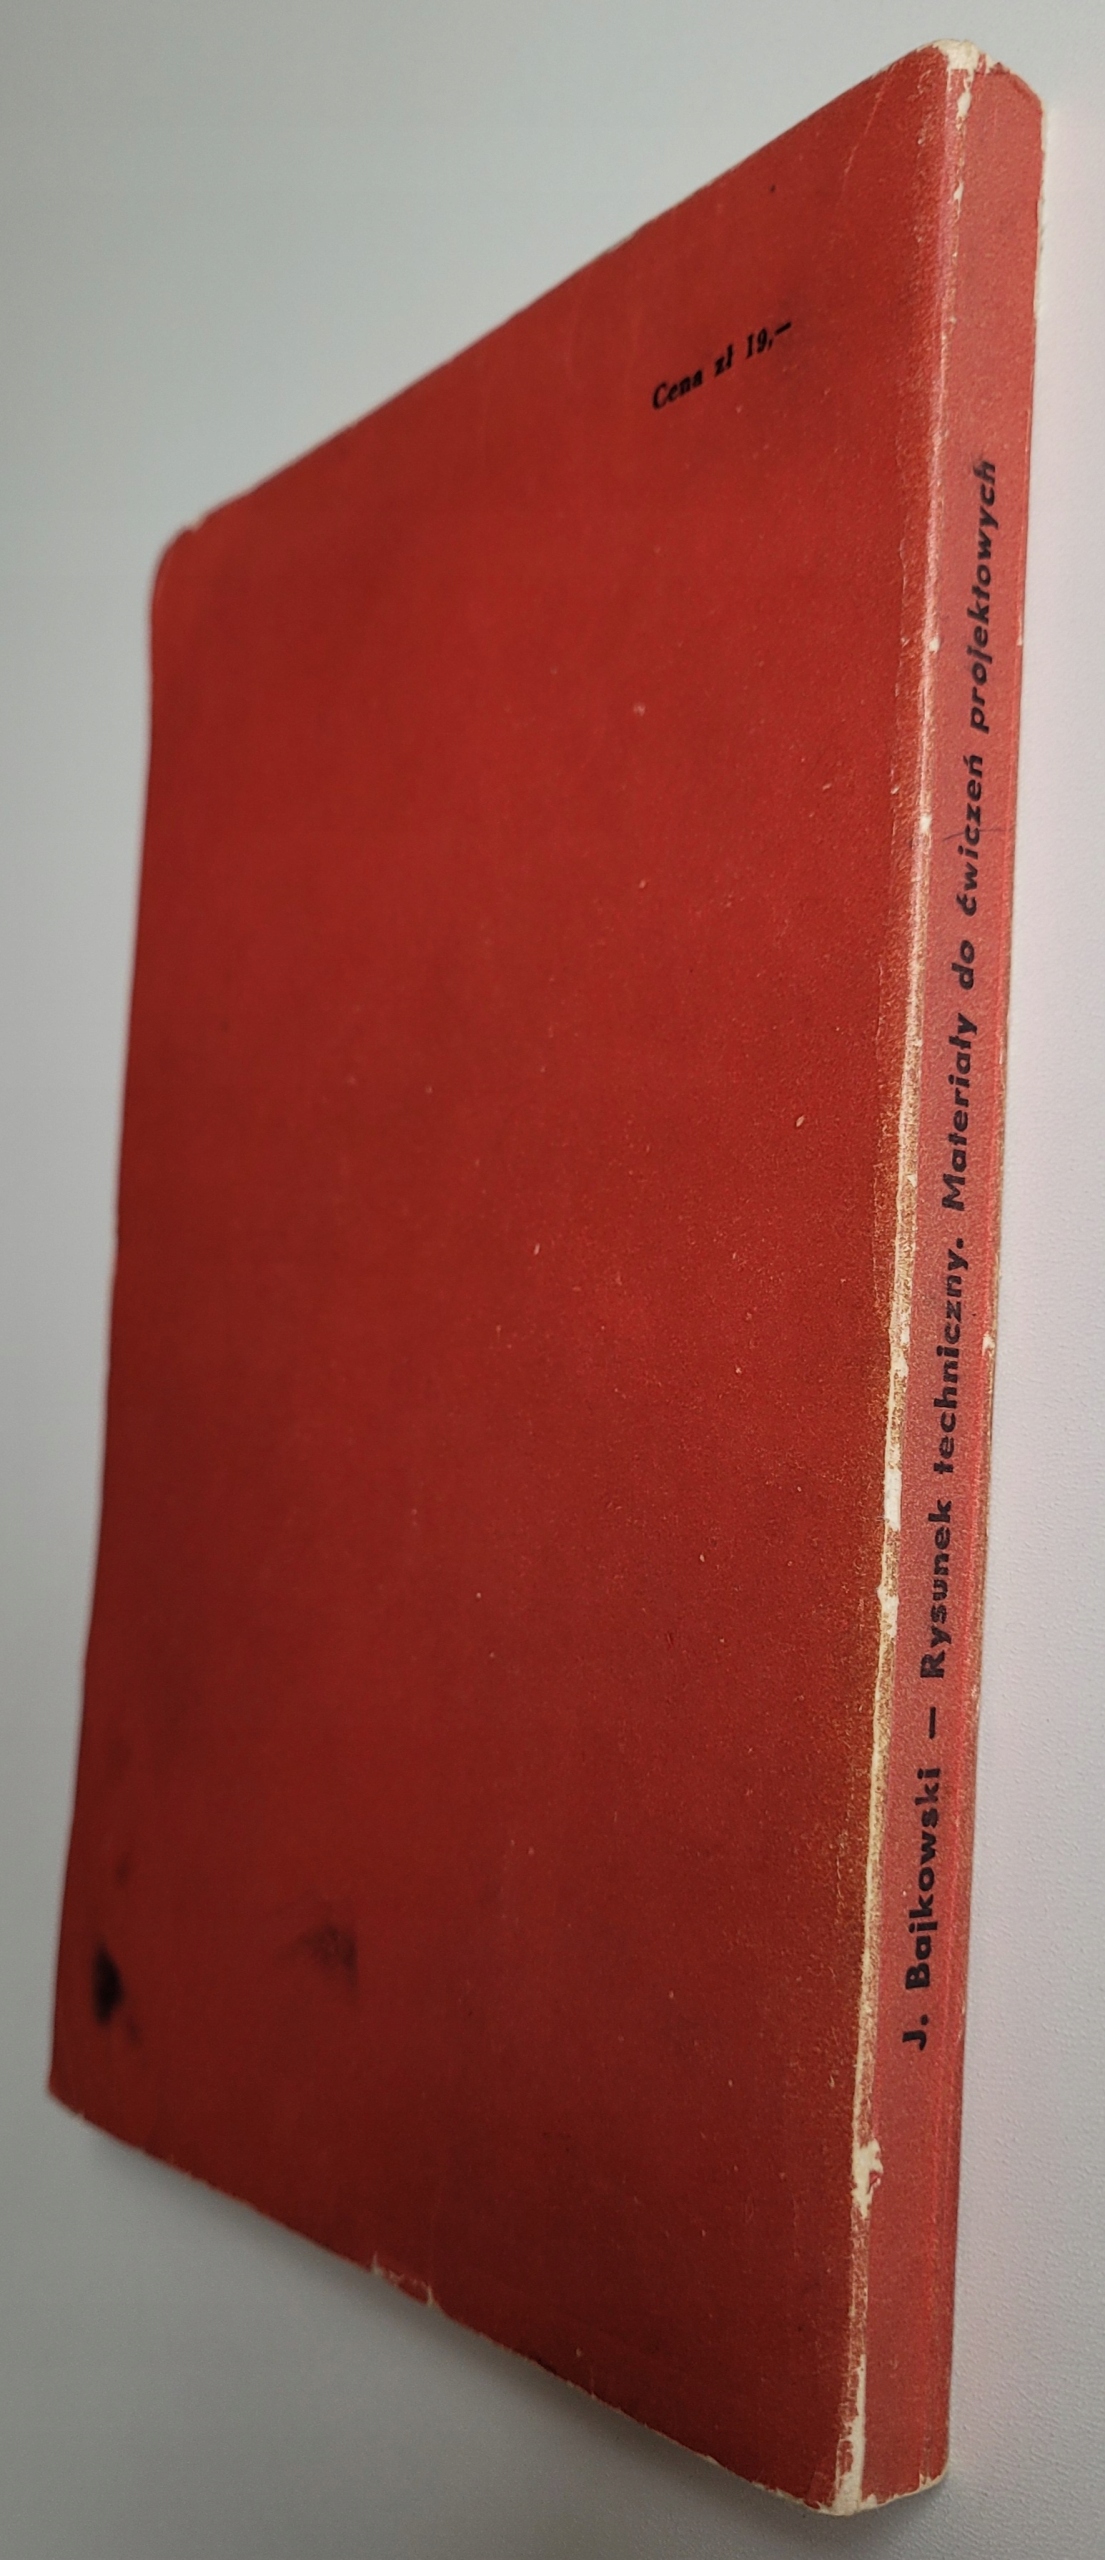 Cena zł 19,—
J. Bajkowski — Rysunek techniczny. Materiały do ćwiczeń projektowych